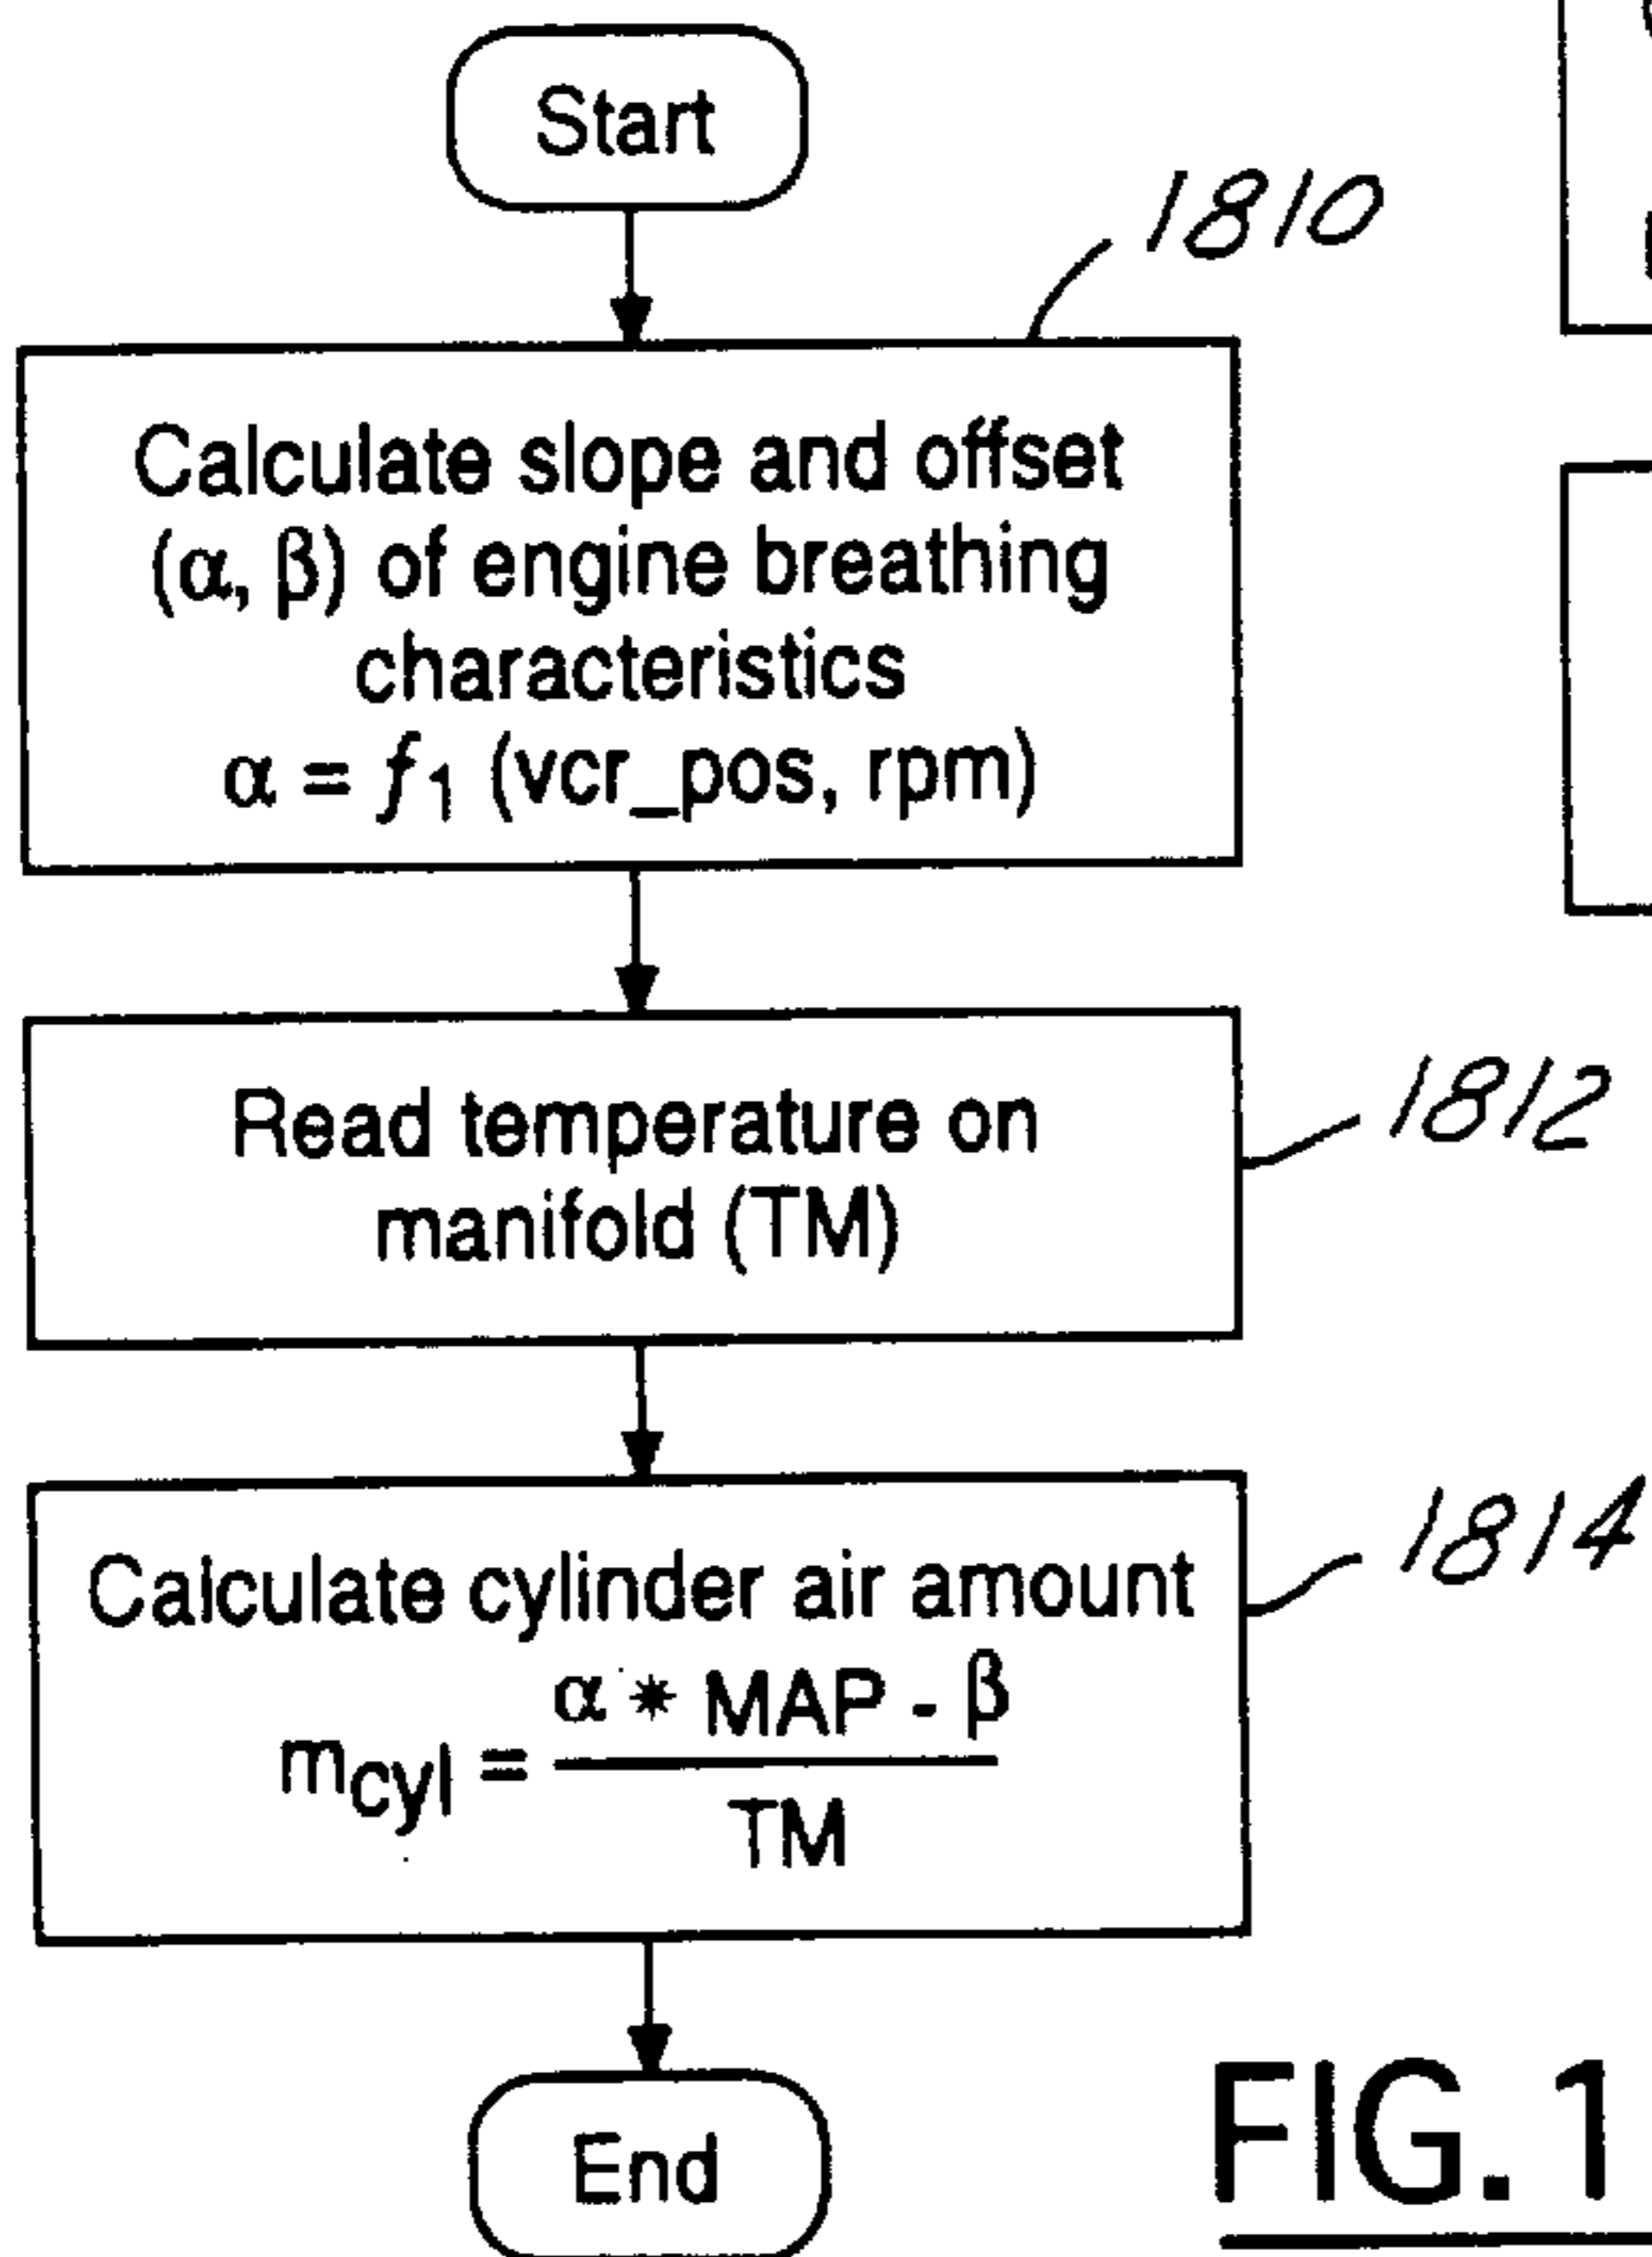 Start
1810
Calculate slope and offset
(α, β) of engine breathing
characteristics
α = f₁ (vcr_pos, rpm)
Read temperature on
manifold (TM)
1812
Calculate cylinder air amount
m_cyl = (α * MAP - β) / TM
1814
End
FIG. 1